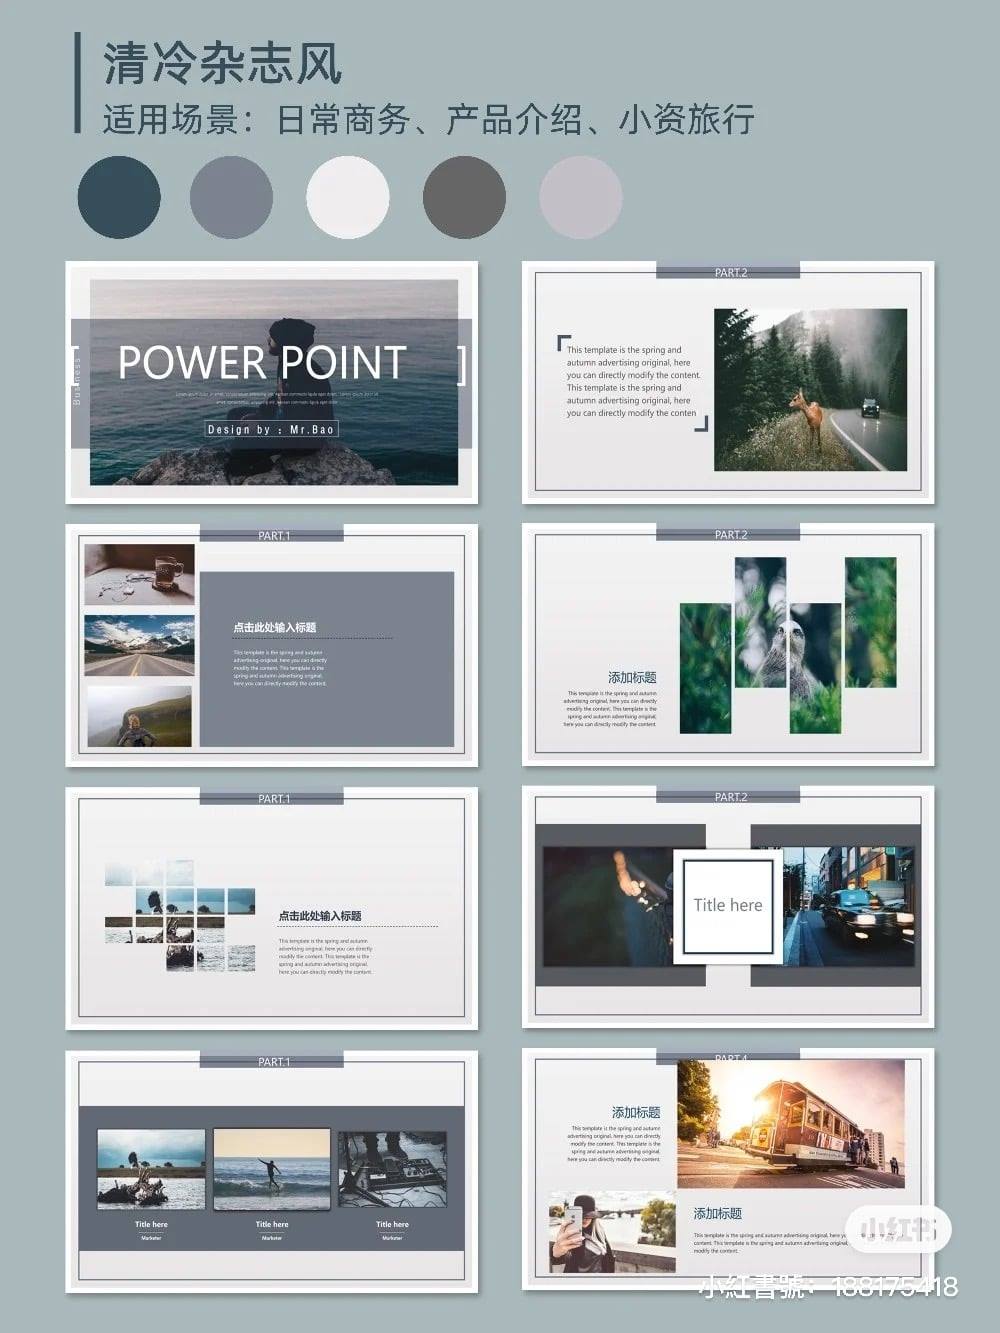 清冷杂志风
适用场景：日常商务、产品介绍、小资旅行
Business
POWER POINT
Design by ：Mr.Bao
PART.2
This template is the spring and
autumn advertising original, here
you can directly modify the content.
This template is the spring and
autumn advertising original, here
you can directly modify the conten
PART.1
点击此处输入标题
This template is the spring and autumn
advertising original, here you can directly
modify the content. This template is the
spring and autumn advertising original,
here you can directly modify the content.
PART.2
添加标题
This template is the spring and autumn
advertising original, here you can directly
modify the content. This template is the
spring and autumn advertising original,
here you can directly modify the content.
PART.1
点击此处输入标题
This template is the spring and autumn
advertising original, here you can directly
modify the content. This template is the
spring and autumn advertising original,
here you can directly modify the content.
PART.2
Title here
PART.1
Title here
Marketer
Title here
Marketer
Title here
Marketer
PART.4
添加标题
This template is the spring and autumn
advertising original, here you can directly
modify the content. This template is the
spring and autumn advertising original,
here you can directly modify the content.
添加标题
This template is the spring and autumn advertising original, here
content. This template is the spring and autumn advertising original,
modify the content.
小红书
小紅書號：188175418